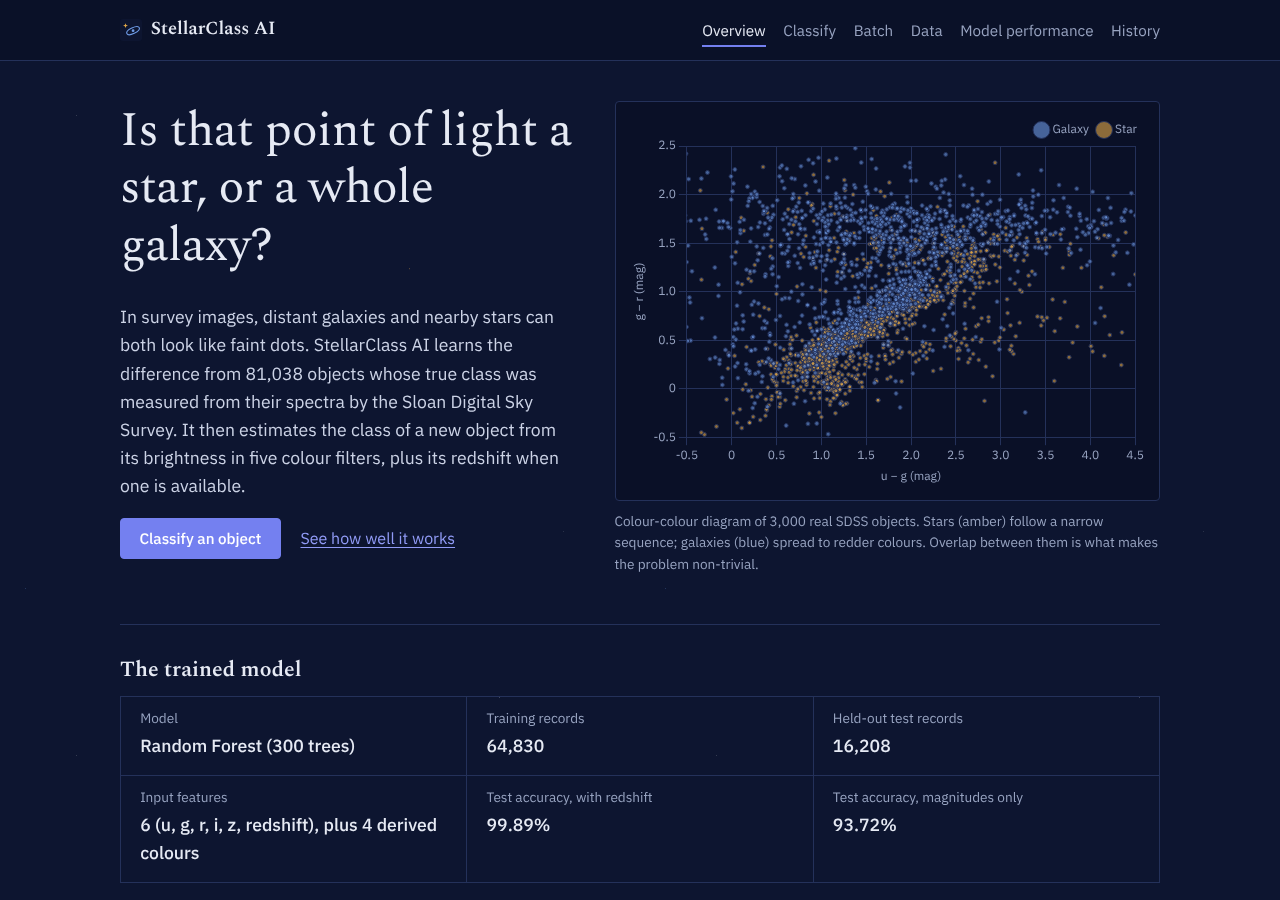 StellarClass AI
Overview Classify Batch Data Model performance History
Is that point of light a
star, or a whole
galaxy?
In survey images, distant galaxies and nearby stars can
both look like faint dots. StellarClass AI learns the
difference from 81,038 objects whose true class was
measured from their spectra by the Sloan Digital Sky
Survey. It then estimates the class of a new object from
its brightness in five colour filters, plus its redshift when
one is available.
Classify an object See how well it works
Galaxy Star
2.5
2.0
1.5
1.0
0.5
0
-0.5
g − r (mag)
-0.5 0 0.5 1.0 1.5 2.0 2.5 3.0 3.5 4.0 4.5
u − g (mag)
Colour-colour diagram of 3,000 real SDSS objects. Stars (amber) follow a narrow
sequence; galaxies (blue) spread to redder colours. Overlap between them is what makes
the problem non-trivial.
The trained model
Model
Random Forest (300 trees)
Training records
64,830
Held-out test records
16,208
Input features
6 (u, g, r, i, z, redshift), plus 4 derived
colours
Test accuracy, with redshift
99.89%
Test accuracy, magnitudes only
93.72%